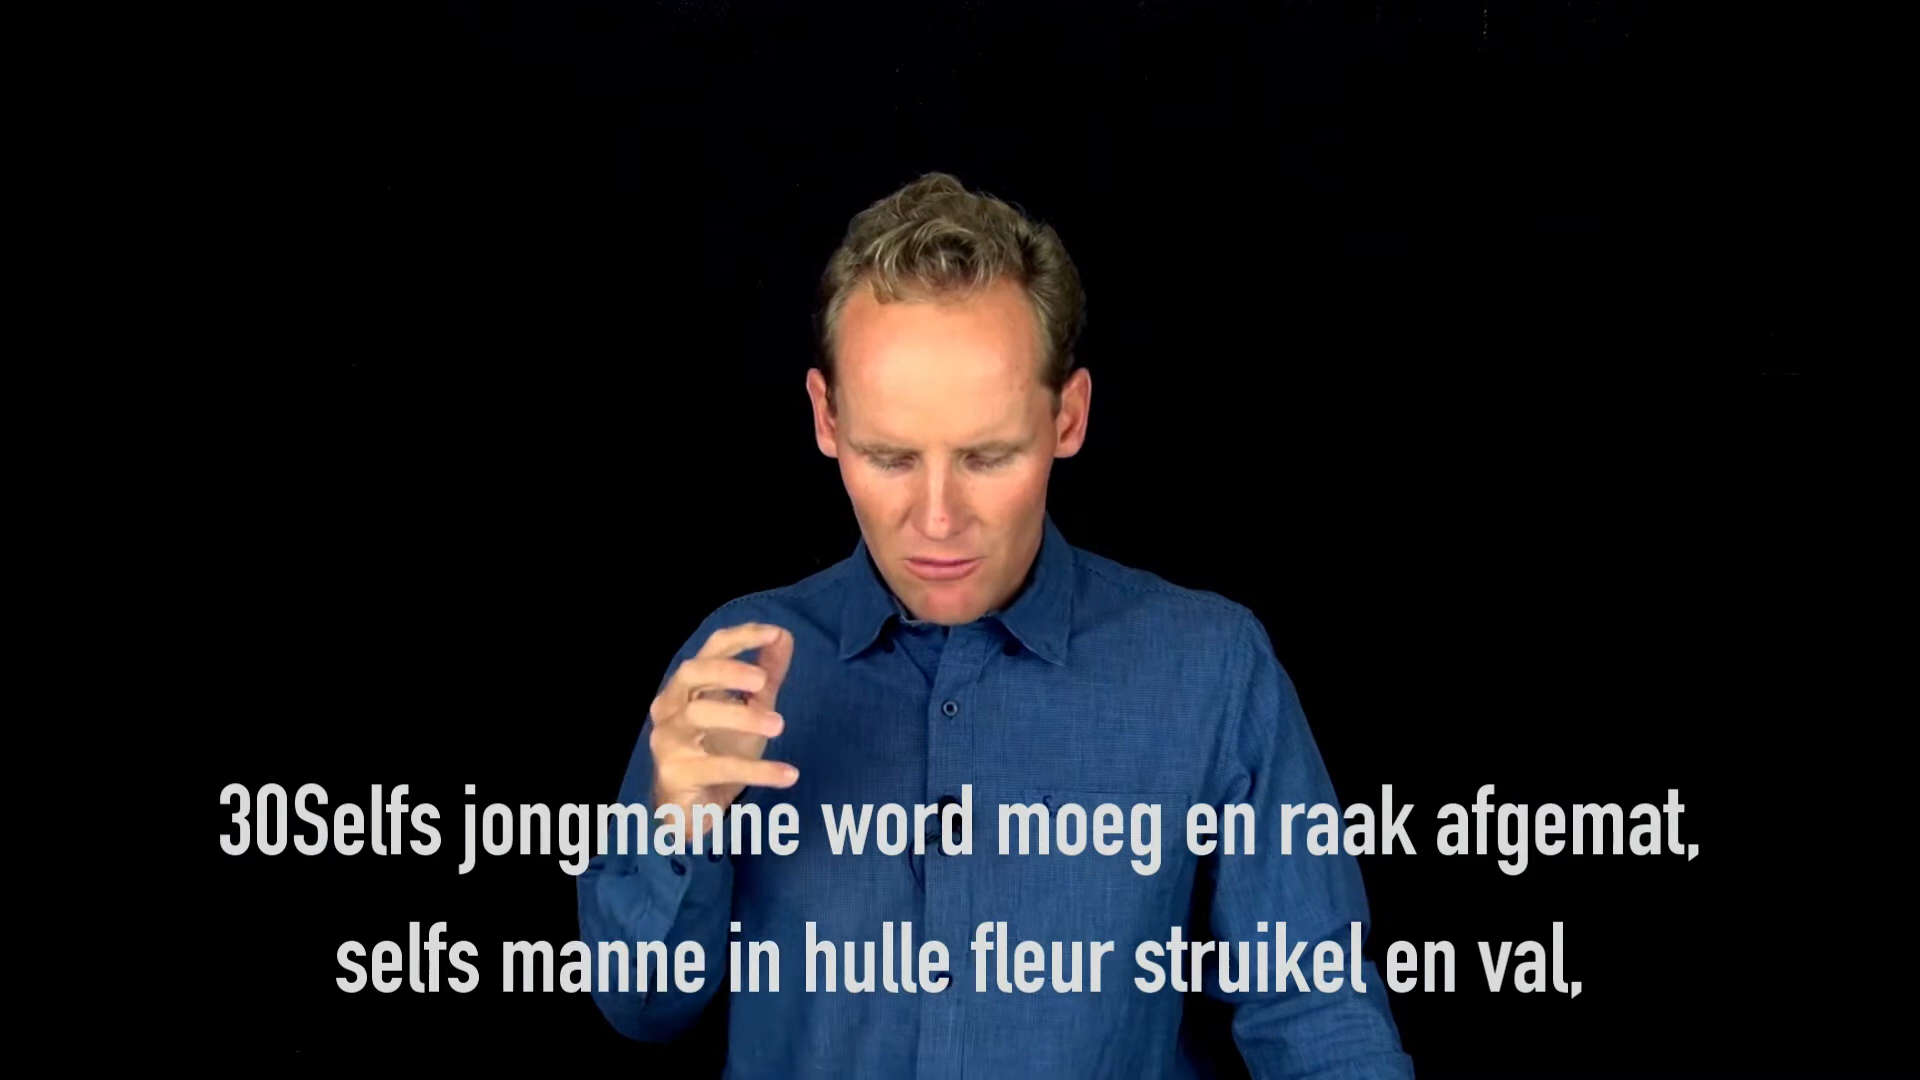 30Selfs jongmanne word moeg en raak afgemat,
selfs manne in hulle fleur struikel en val,